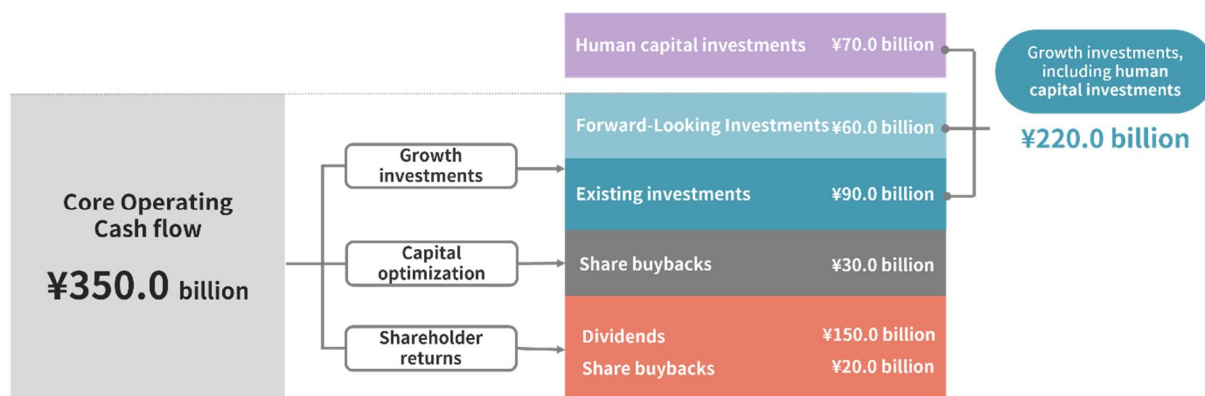 Human capital investments ¥70.0 billion
Growth investments,
including human
capital investments
¥220.0 billion
Forward-Looking Investments ¥60.0 billion
Growth
investments
Existing investments ¥90.0 billion
Core Operating
Cash flow
¥350.0 billion
Capital
optimization
Share buybacks ¥30.0 billion
Shareholder
returns
Dividends ¥150.0 billion
Share buybacks ¥20.0 billion